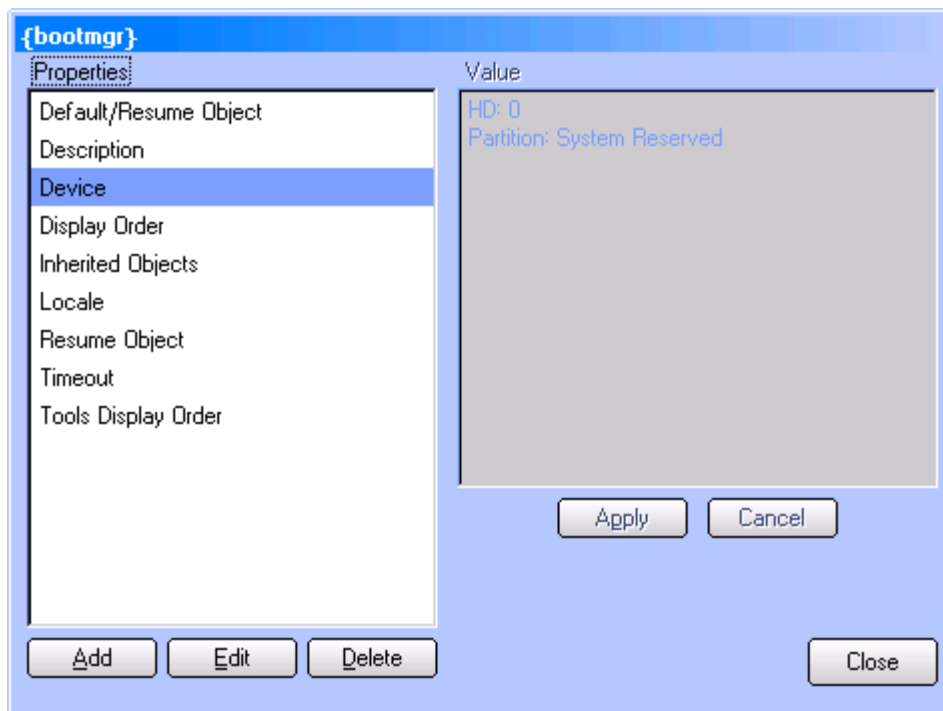 {bootmgr}
Properties
Default/Resume Object
Description
Device
Display Order
Inherited Objects
Locale
Resume Object
Timeout
Tools Display Order
Add
Edit
Delete
Value
HD: 0
Partition: System Reserved
Apply
Cancel
Close